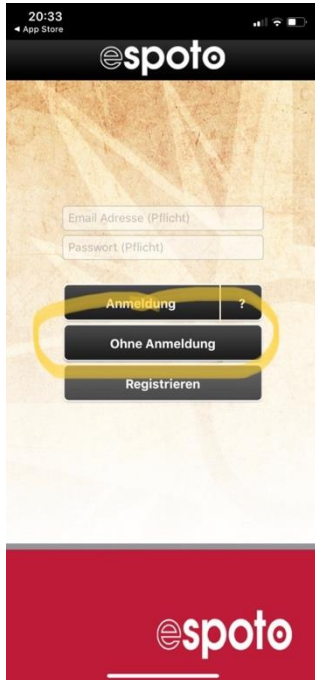 20:33
◀ App Store
espoto
Email Adresse (Pflicht)
Passwort (Pflicht)
Anmeldung ?
Ohne Anmeldung
Registrieren
espoto